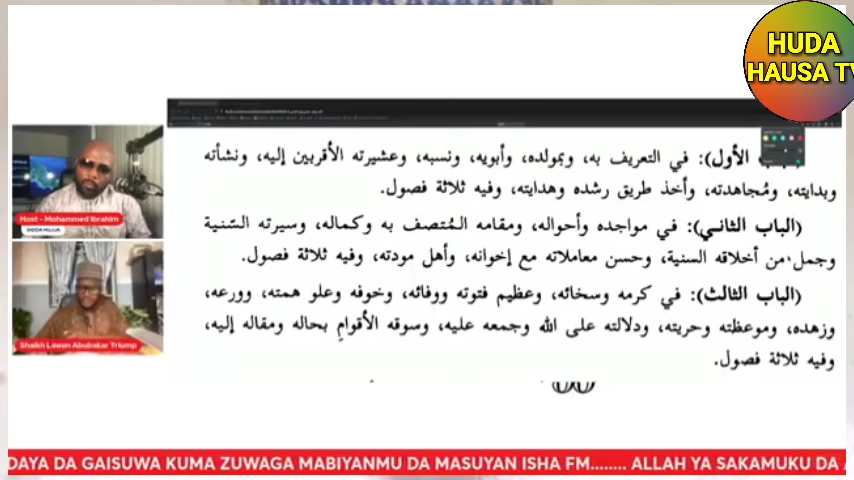 HUDA
HAUSA TV
الأول): في التعريف به، وبمولده، وأبويه، ونسبه، وعشيرته الأقربين إليه، ونشأته
وبدايته، ومُجاهدته، وأخذ طريق رشده وهدايته، وفيه ثلاثة فصول.
(الباب الثاني): في مواجده وأحواله، ومقامه المُتصف به وكماله، وسيرته السّنية
وجمل من أخلاقه السنية، وحسن معاملاته مع إخوانه، وأهل مودته، وفيه ثلاثة فصول.
(الباب الثالث): في كرمه وسخائه، وعظيم فتوته ووفائه، وخوفه وعلو همته، وورعه،
وزهده، وموعظته وحريته، ودلالته على الله وجمعه عليه، وسوقه الأقوامِ بحاله ومقاله إليه،
وفيه ثلاثة فصول.
Host - Mohammed Ibrahim
GIDDA MUJJA
Shaikh Lawan Abubakar Triump
DAYA DA GAISUWA KUMA ZUWAGA MABIYANMU DA MASUYAN ISHA FM........ ALLAH YA SAKAMUKU DA